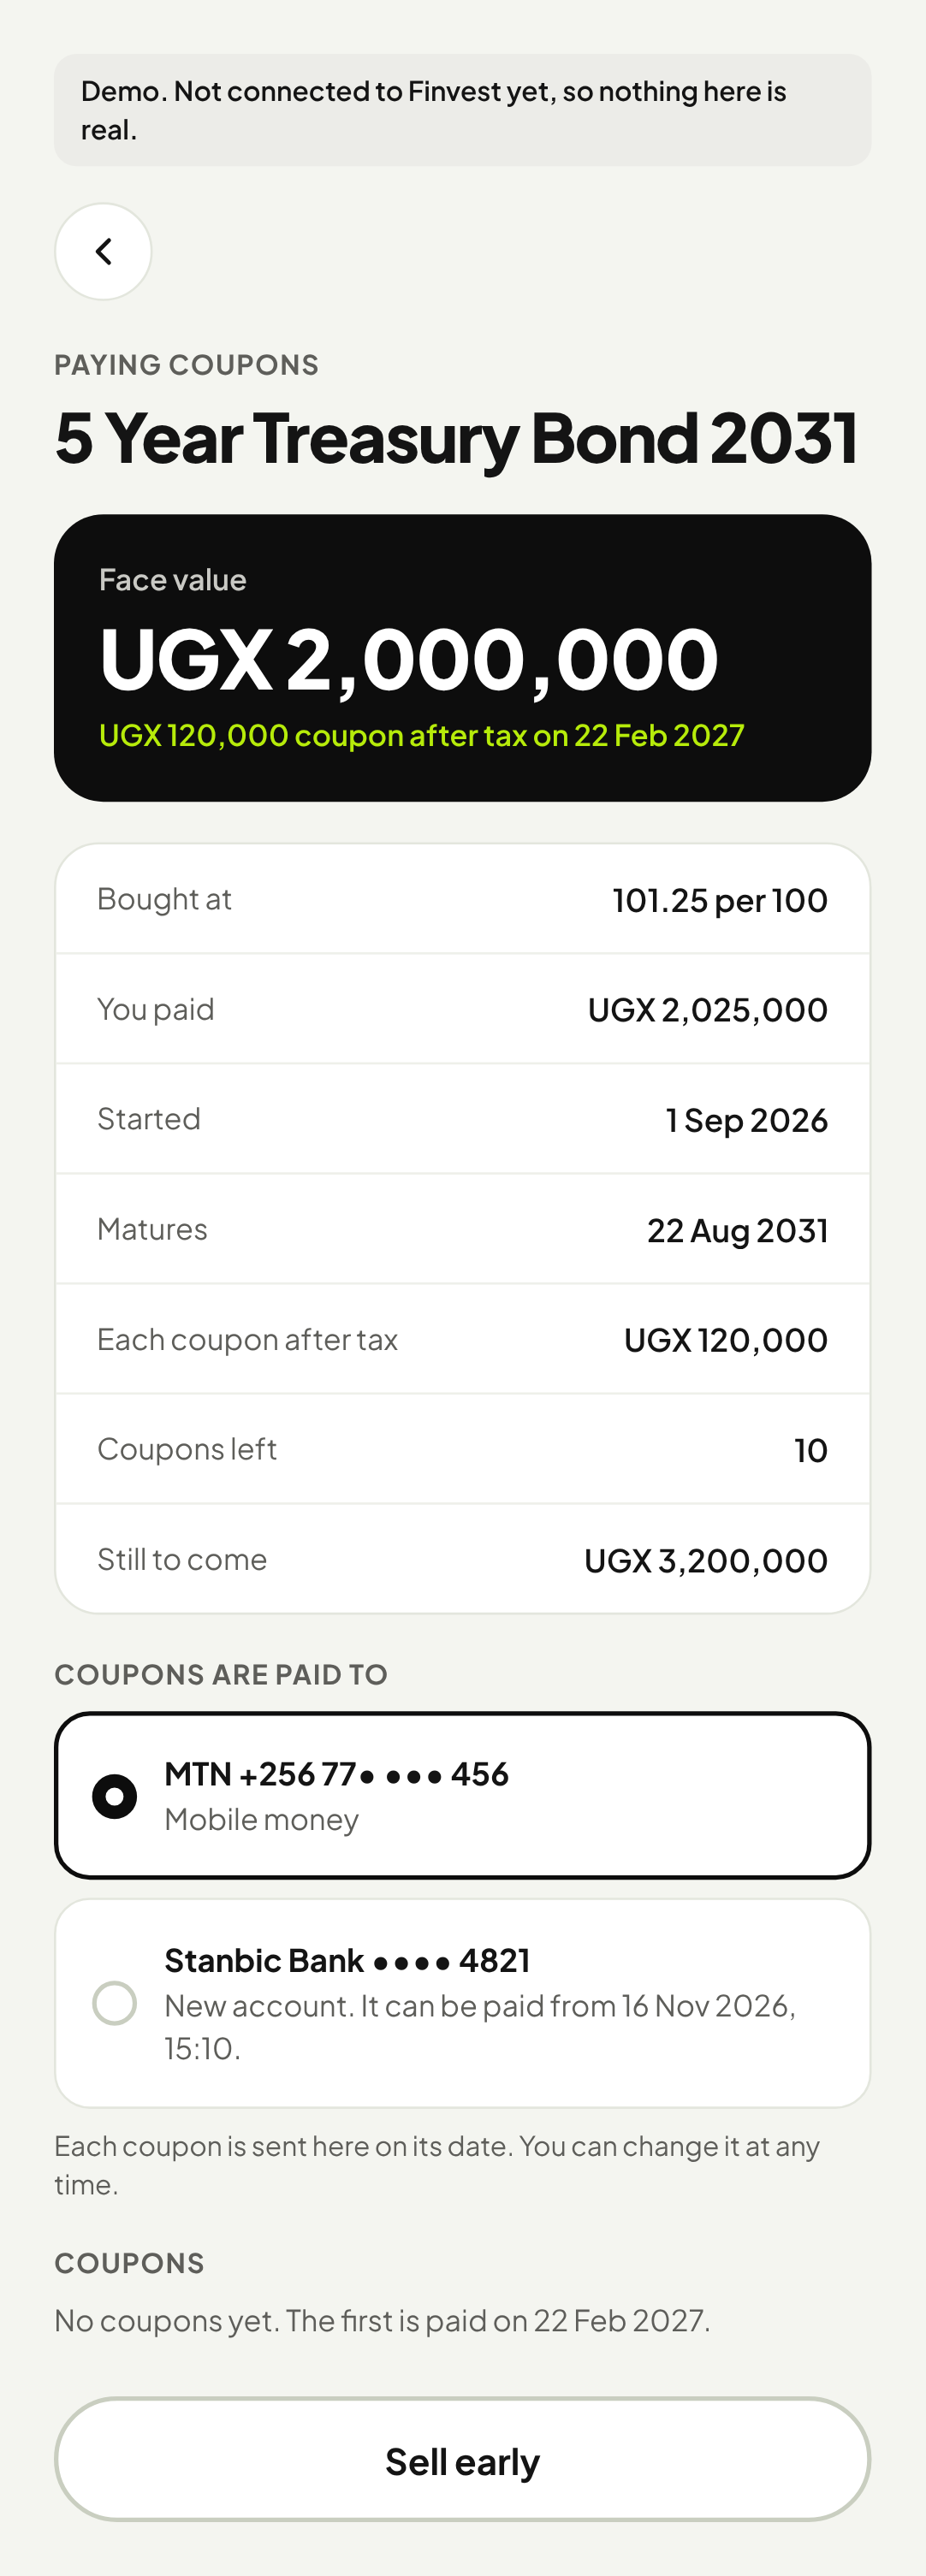 Demo. Not connected to Finvest yet, so nothing here is
real.
PAYING COUPONS
5 Year Treasury Bond 2031
Face value
UGX 2,000,000
UGX 120,000 coupon after tax on 22 Feb 2027
Bought at 101.25 per 100
You paid UGX 2,025,000
Started 1 Sep 2026
Matures 22 Aug 2031
Each coupon after tax UGX 120,000
Coupons left 10
Still to come UGX 3,200,000
COUPONS ARE PAID TO
MTN +256 77• ••• 456
Mobile money
Stanbic Bank •••• 4821
New account. It can be paid from 16 Nov 2026,
15:10.
Each coupon is sent here on its date. You can change it at any
time.
COUPONS
No coupons yet. The first is paid on 22 Feb 2027.
Sell early